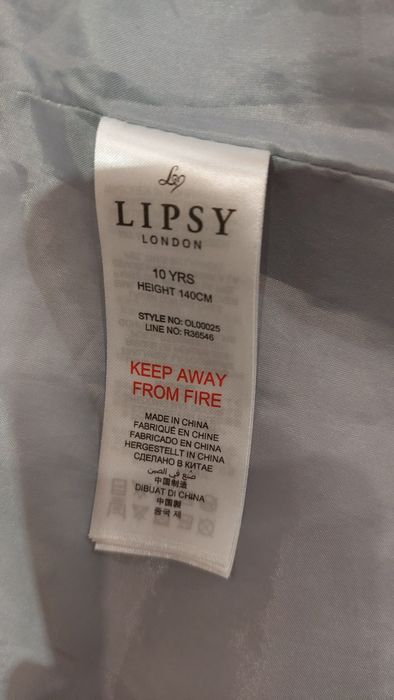 LIPSY
LONDON
10 YRS
HEIGHT 140CM
STYLE NO: OL00025
LINE NO: R36546
KEEP AWAY
FROM FIRE
MADE IN CHINA
FABRIQUÉ EN CHINE
FABRICADO EN CHINA
HERGESTELLT IN CHINA
СДЕЛАНО В КИТАЕ
صنع في الصين
中国制造
DIBUAT DI CHINA
中國製
중국 제